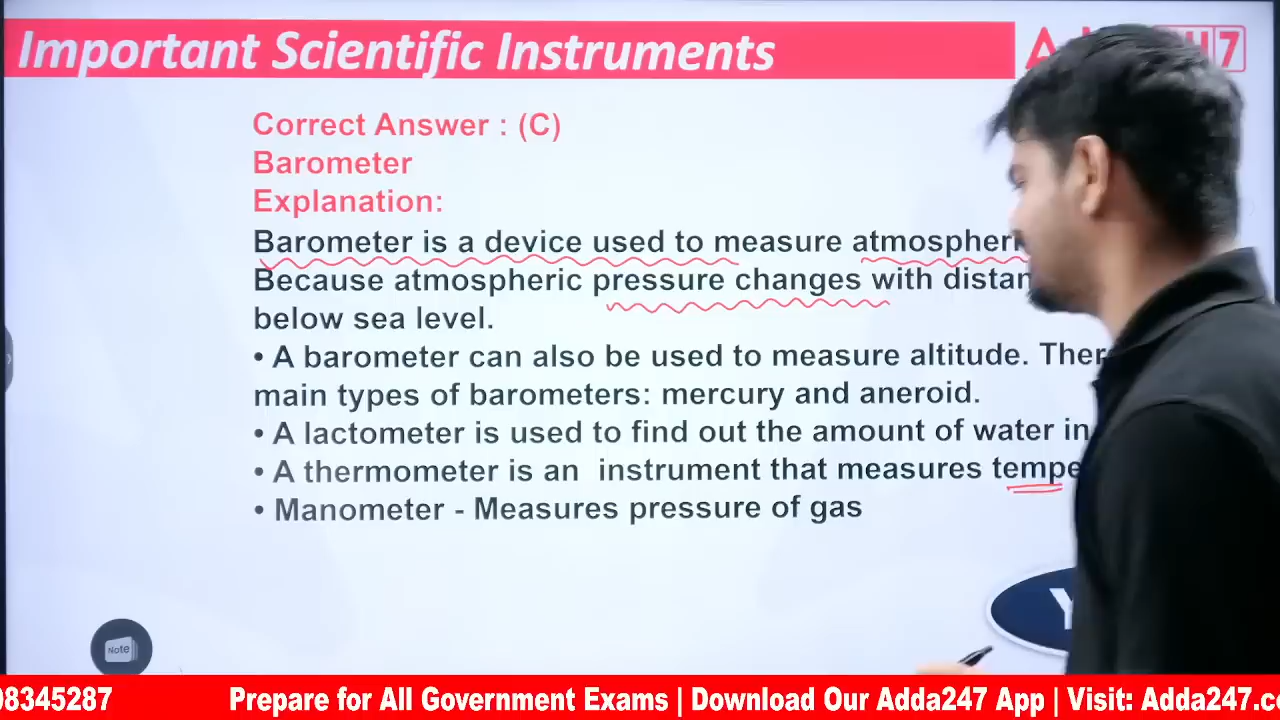 Important Scientific Instruments
Correct Answer : (C)
Barometer
Explanation:
Barometer is a device used to measure
Because atmospheric pressure changes with
below sea level.
• A barometer can also be used to measure altitude.
main types of barometers: mercury and aneroid.
• A lactometer is used to find out the amount of water in
• A thermometer is an instrument that measures
• Manometer - Measures pressure of gas
Note
98345287 Prepare for All Government Exams | Download Our Adda247 App | Visit: